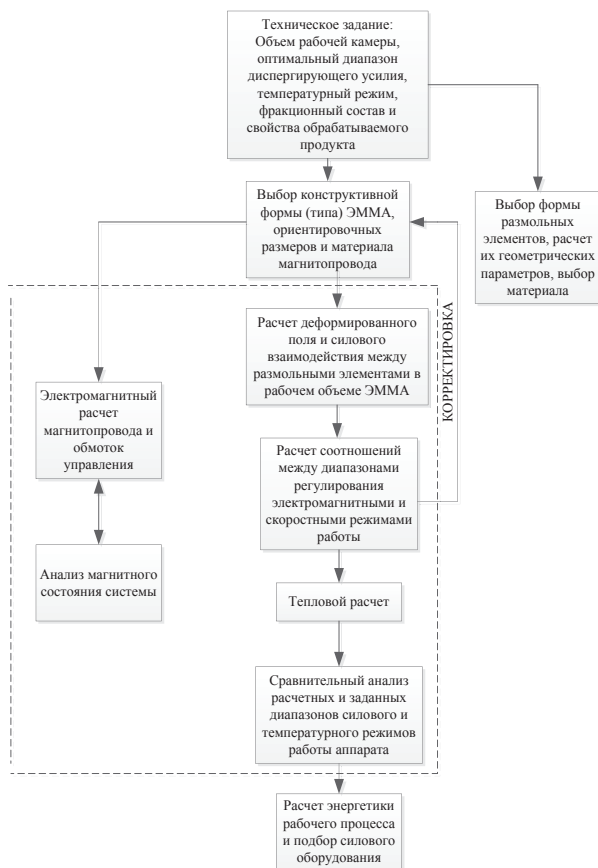 Техническое задание:
Объем рабочей камеры,
оптимальный диапазон
диспергирующего усилия,
температурный режим,
фракционный состав и
свойства обрабатываемого
продукта
Выбор конструктивной
формы (типа) ЭММА,
ориентировочных
размеров и материала
магнитопровода
Выбор формы
размольных
элементов, расчет
их геометрических
параметров, выбор
материала
КОРРЕКТИРОВКА
Расчет деформированного
поля и силового
взаимодействия между
размольными элементами в
рабочем объеме ЭММА
Электромагнитный
расчет
магнитопровода и
обмоток
управления
Расчет соотношений
между диапазонами
регулирования
электромагнитными и
скоростными режимами
работы
Анализ магнитного
состояния системы
Тепловой расчет
Сравнительный анализ
расчетных и заданных
диапазонов силового и
температурного режимов
работы аппарата
Расчет энергетики
рабочего процесса
и подбор силового
оборудования